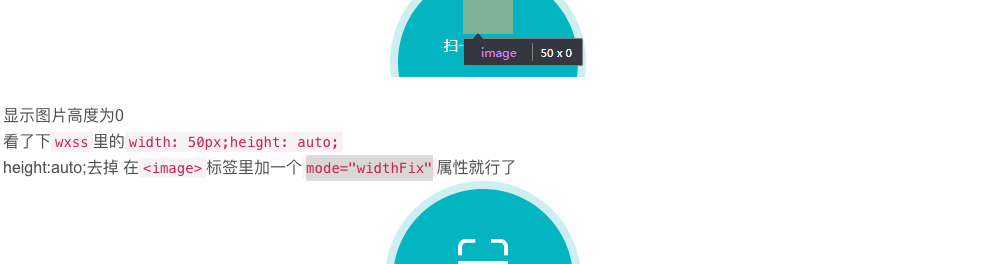 扫一
image 50 x 0
显示图片高度为0
看了下 wxss 里的 width: 50px;height: auto;
height:auto;去掉 在 <image> 标签里加一个 mode="widthFix" 属性就行了